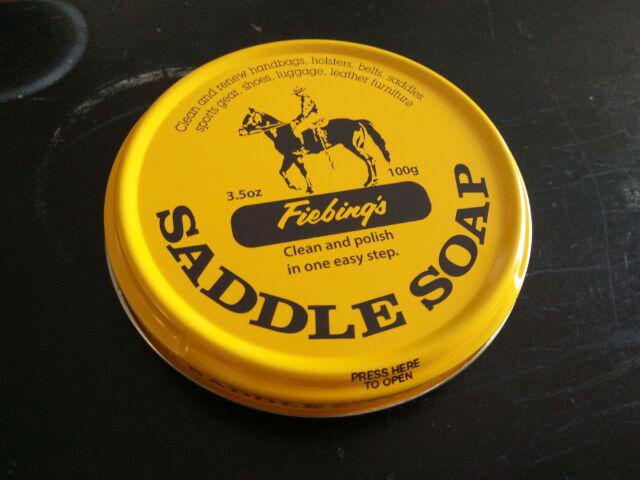 Clean and renew handbags, holsters, belts, saddles,
sports gear, shoes, luggage, leather furniture
3.5oz
100g
Fiebing's
Clean and polish
in one easy step.
SADDLE SOAP
PRESS HERE
TO OPEN
SADDLE